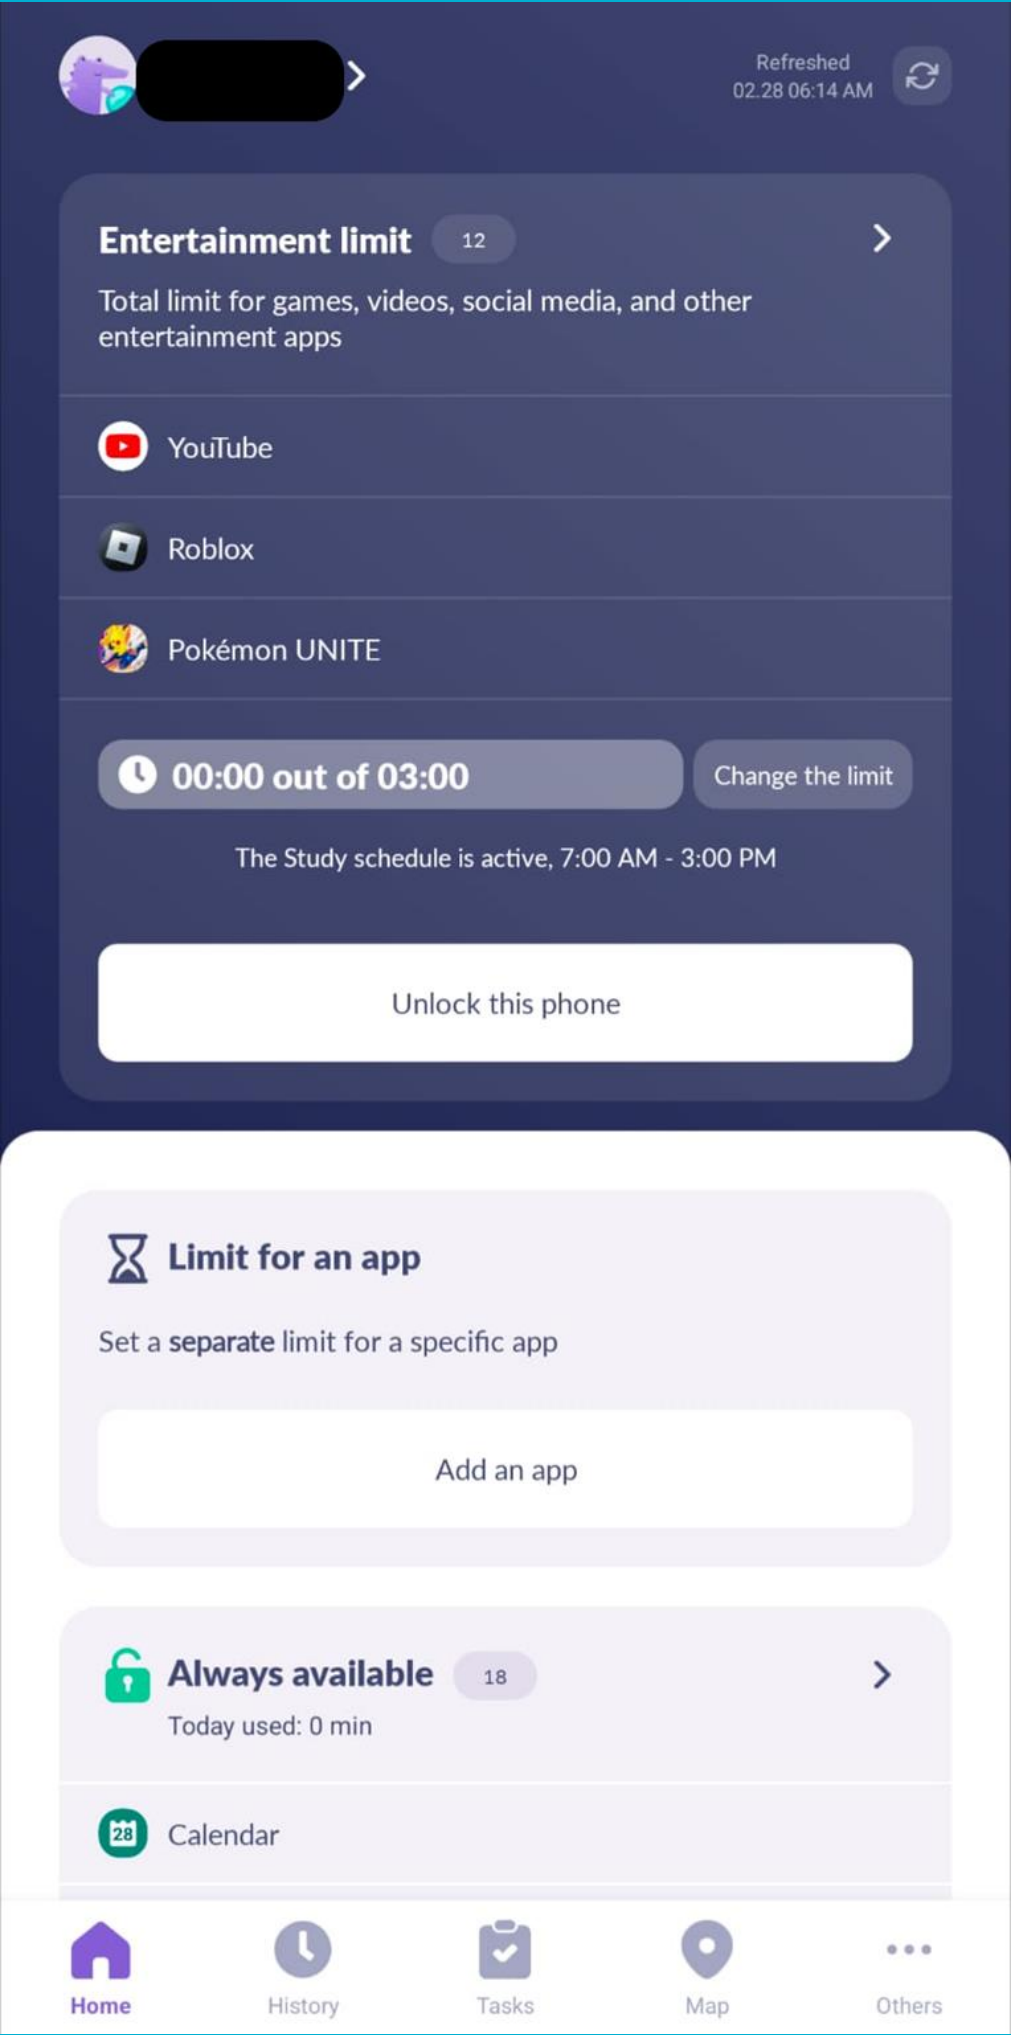 Refreshed
02.28 06:14 AM
Entertainment limit 12
Total limit for games, videos, social media, and other
entertainment apps
YouTube
Roblox
Pokémon UNITE
00:00 out of 03:00 Change the limit
The Study schedule is active, 7:00 AM - 3:00 PM
Unlock this phone
Limit for an app
Set a separate limit for a specific app
Add an app
Always available 18
Today used: 0 min
28 Calendar
Home History Tasks Map Others